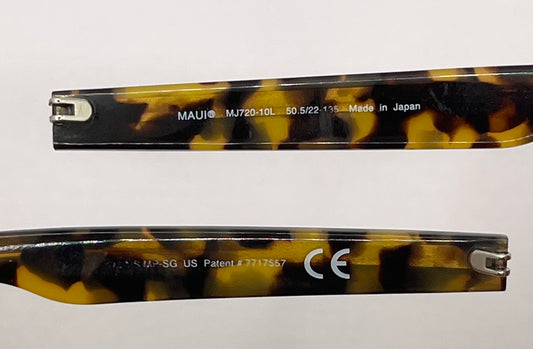 MAUI® MJ720-10L 50.5/22-135 Made in Japan
MP-SG US Patent # 7717557 CE